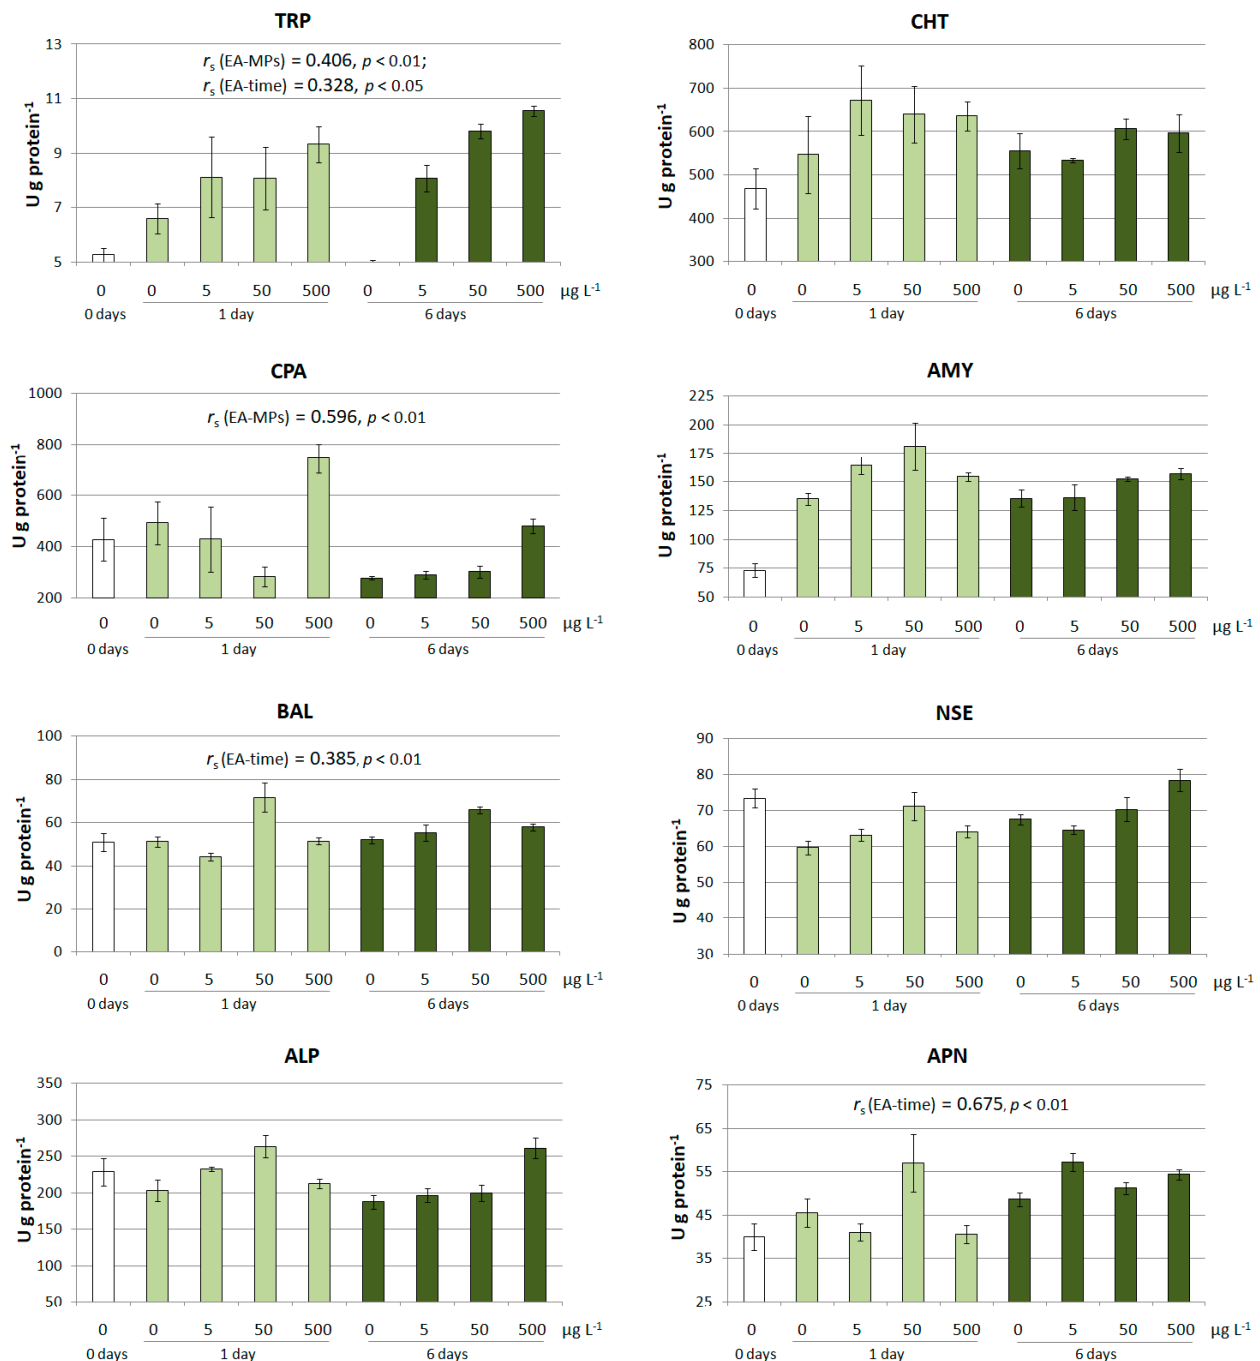 TRP
rs (EA-MPs) = 0.406, p < 0.01;
rs (EA-time) = 0.328, p < 0.05
U g protein-1
13
11
9
7
5
0 0 5 50 500 0 5 50 500 µg L-1
0 days 1 day 6 days
CHT
U g protein-1
800
700
600
500
400
300
0 0 5 50 500 0 5 50 500 µg L-1
0 days 1 day 6 days
CPA
rs (EA-MPs) = 0.596, p < 0.01
U g protein-1
1000
800
600
400
200
0 0 5 50 500 0 5 50 500 µg L-1
0 days 1 day 6 days
AMY
U g protein-1
225
200
175
150
125
100
75
50
0 0 5 50 500 0 5 50 500 µg L-1
0 days 1 day 6 days
BAL
rs (EA-time) = 0.385, p < 0.01
U g protein-1
100
80
60
40
20
0
0 0 5 50 500 0 5 50 500 µg L-1
0 days 1 day 6 days
NSE
U g protein-1
90
80
70
60
50
40
30
0 0 5 50 500 0 5 50 500 µg L-1
0 days 1 day 6 days
ALP
U g protein-1
350
300
250
200
150
100
50
0 0 5 50 500 0 5 50 500 µg L-1
0 days 1 day 6 days
APN
rs (EA-time) = 0.675, p < 0.01
U g protein-1
75
65
55
45
35
25
0 0 5 50 500 0 5 50 500 µg L-1
0 days 1 day 6 days